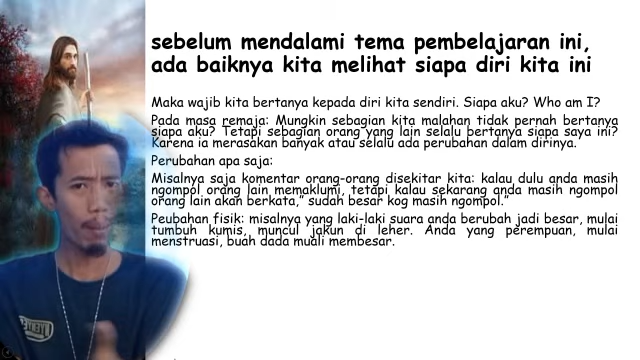 sebelum mendalami tema pembelajaran ini,
ada baiknya kita melihat siapa diri kita ini
Maka wajib kita bertanya kepada diri kita sendiri. Siapa aku? Who am I?
Pada masa remaja: Mungkin sebagian kita malahan tidak pernah bertanya
siapa aku? Tetapi sebagian orang yang lain selalu bertanya siapa saya ini?
Karena ia merasakan banyak atau selalu ada perubahan dalam dirinya.
Perubahan apa saja:
Misalnya saja komentar orang-orang disekitar kita: kalau dulu anda masih
ngompol orang lain memaklumi, tetapi kalau sekarang anda masih ngompol
orang lain akan berkata,” sudah besar kog masih ngompol.”
Peubahan fisik: misalnya yang laki-laki suara anda berubah jadi besar, mulai
tumbuh kumis, muncul jakun di leher. Anda yang perempuan, mulai
menstruasi, buah dada muali membesar.